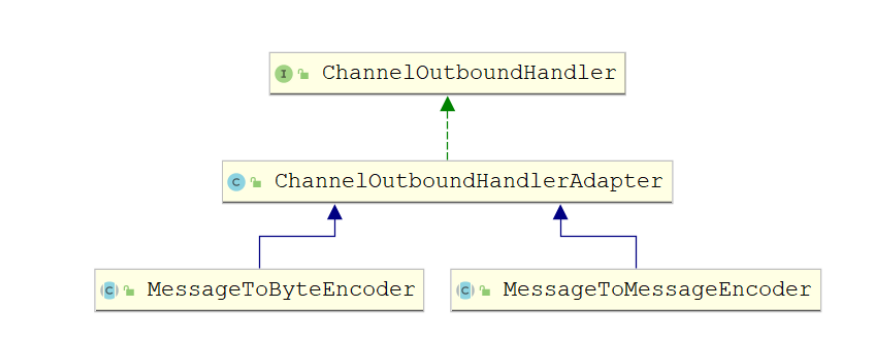 I ChannelOutboundHandler
C ChannelOutboundHandlerAdapter
C MessageToByteEncoder
C MessageToMessageEncoder